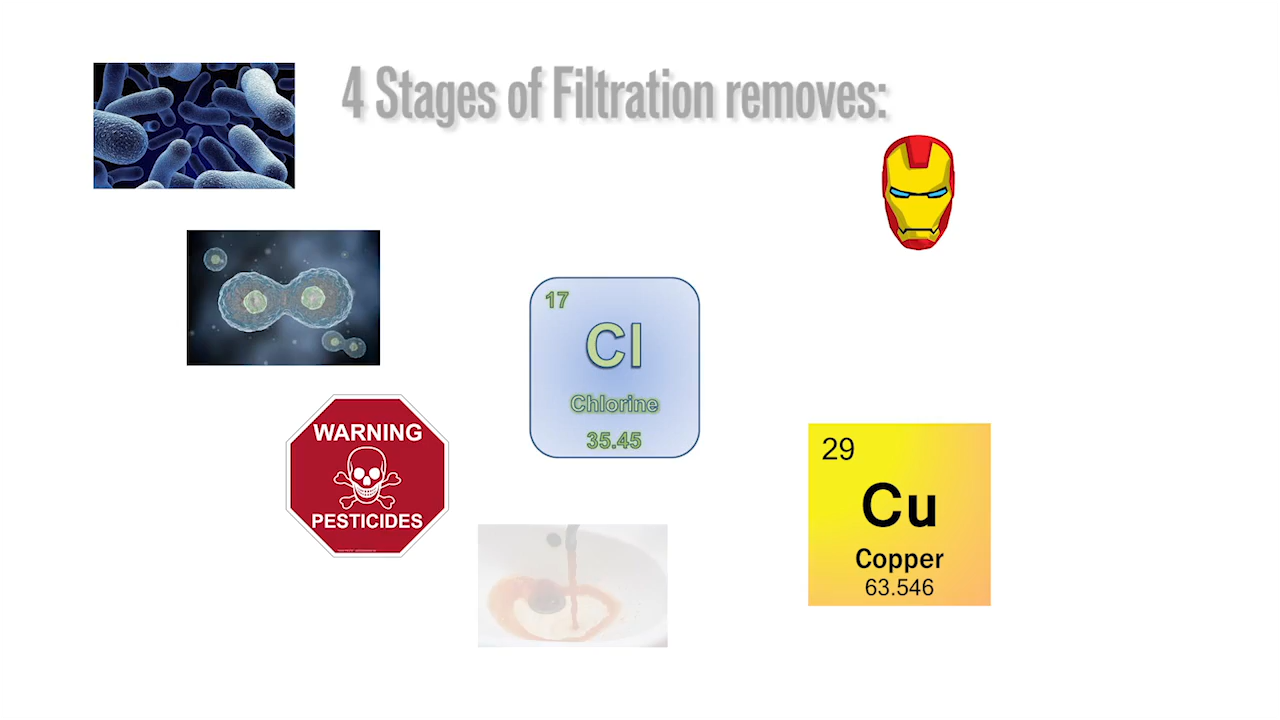 4 Stages of Filtration removes:
17
Cl
Chlorine
35.45
WARNING
PESTICIDES
29
Cu
Copper
63.546